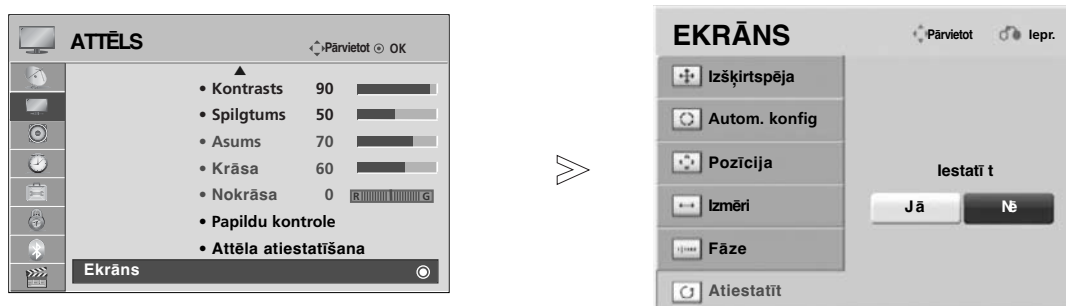 ATTĒLS
Pārvietot OK
• Kontrasts 90
• Spilgtums 50
• Asums 70
• Krāsa 60
• Nokrāsa 0 R G
• Papildu kontrole
• Attēla atiestatīšana
Ekrāns
EKRĀNS
Pārvietot Iepr.
Izšķirtspēja
Autom. konfig
Pozīcija
Izmēri
Fāze
Atiestatīt
Iestatī t
Jā Nē